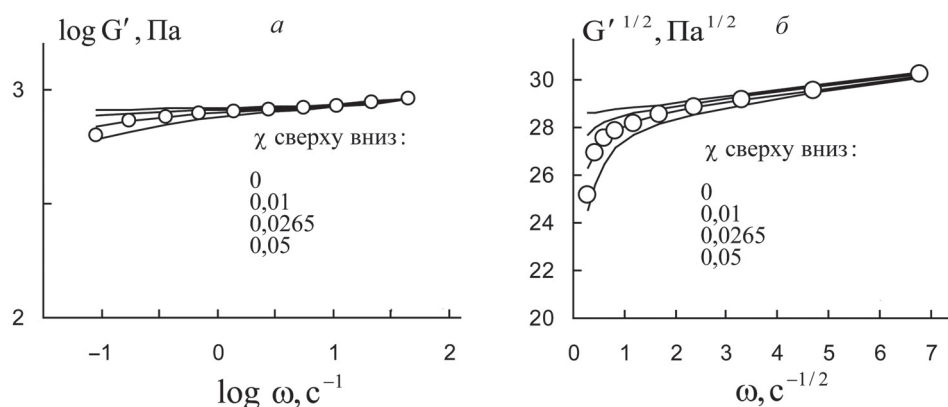 log G′, Па а
3
2
−1 0 1 2
log ω, с⁻¹
χ сверху вниз:
0
0,01
0,0265
0,05
G′ ¹/², Па¹/² б
30
28
26
24
22
20
0 1 2 3 4 5 6 7
ω, с⁻¹/²
χ сверху вниз:
0
0,01
0,0265
0,05